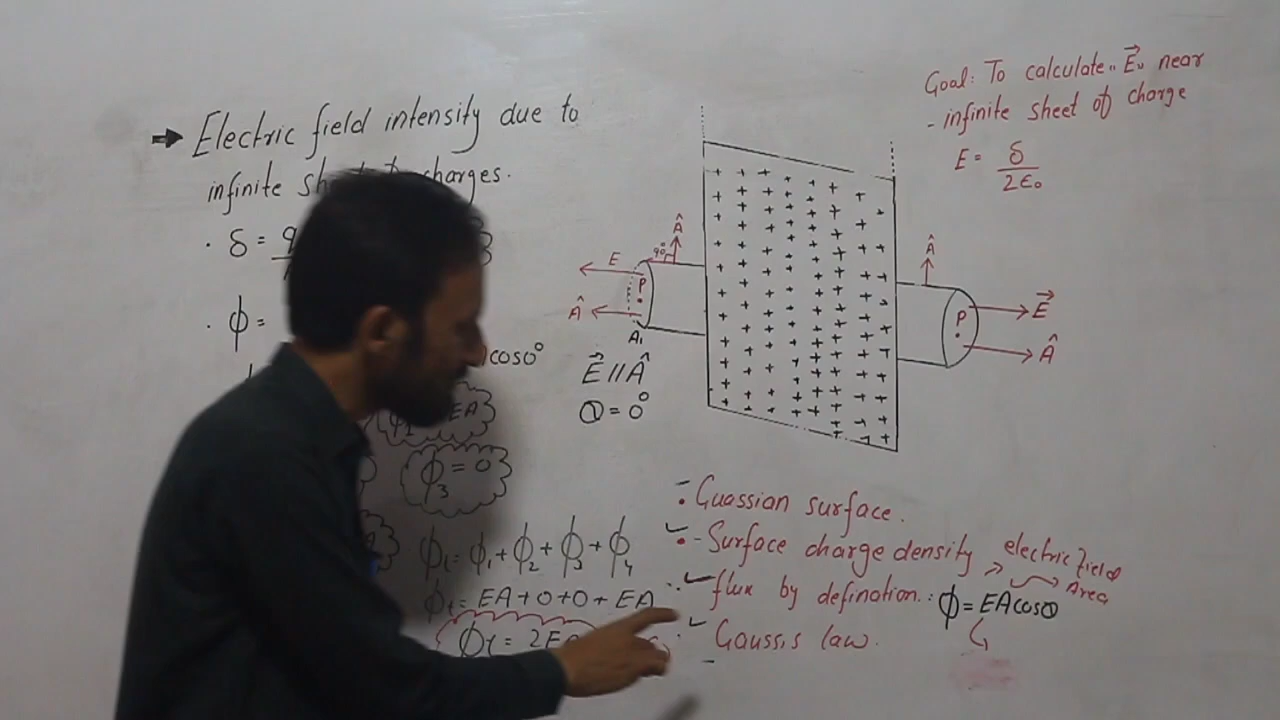 → Electric field intensity due to
infinite charges.
· δ = q
· ϕ =
cos0°
EA
ϕ₃ = 0
ϕₜ = ϕ₁ + ϕ₂ + ϕ₃ + ϕ₄
ϕₜ = EA + 0 + 0 + EA
ϕₜ = 2E
Goal: To calculate "E⃗" near
- infinite sheet of charge
E = δ / 2ε₀
Â
90°
E
P
Â
A₁
E⃗ // Â
θ = 0°
Â
P
E⃗
Â
Guassian surface.
- Surface charge density
flux by defination.: ϕ = EA cosθ
electric field
Area
Gauss,s law.